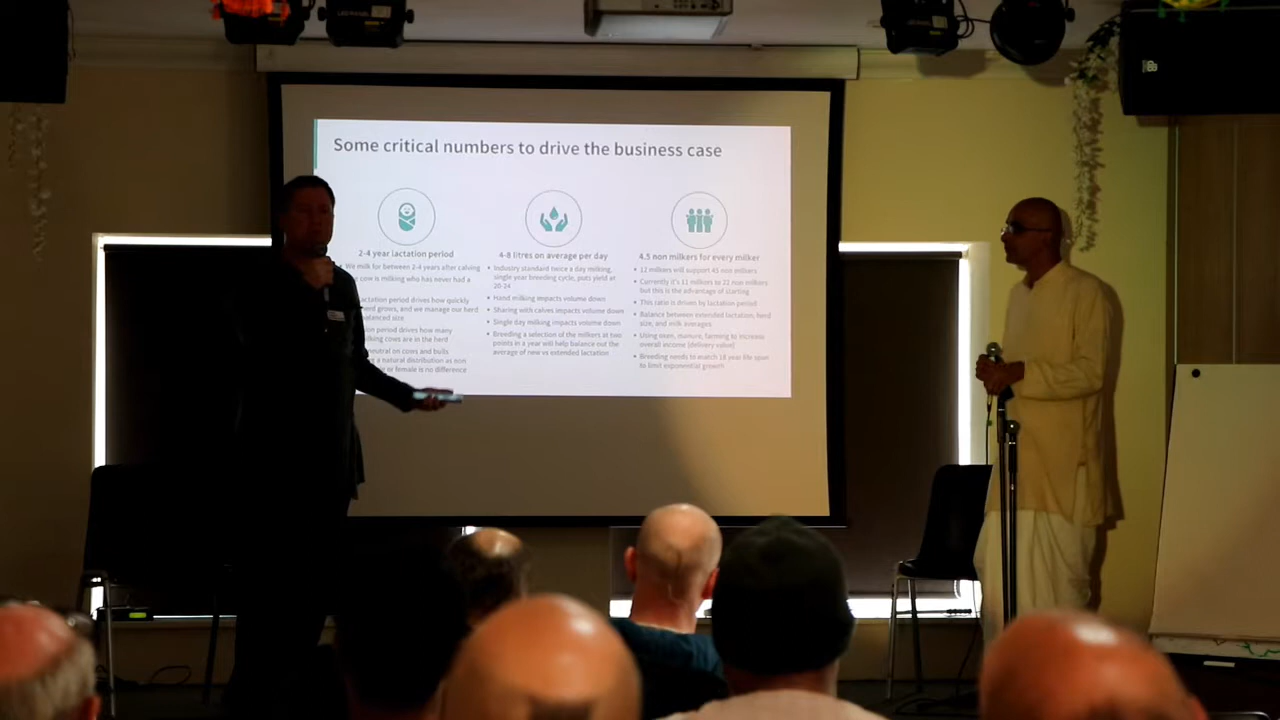 Some critical numbers to drive the business case
2-4 year lactation period
We milk for between 2-4 years after calving
cow is milking who has never had a
lactation period drives how quickly
herd grows, and we manage our herd
balanced size
period drives how many
milking cows are in the herd
neutral on cows and bulls
a natural distribution as non
or female is no difference
4-8 litres on average per day
• Industry standard twice a day milking,
single year breeding cycle, puts yield at
20-24
• Hand milking impacts volume down
• Sharing with calves impacts volume down
• Single day milking impacts volume down
• Breeding a selection of the milkers at two
points in a year will help balance out the
average of new vs extended lactation
4.5 non milkers for every milker
• 12 milkers will support 45 non milkers
• Currently it's 11 milkers to 22 non milkers
but this is the advantage of starting
• This ratio is driven by lactation period
• Balance between extended lactation, herd
size, and milk averages
• Using oxen, manure, farming to increase
overall income (delivery value)
• Breeding needs to match 18 year life span
to limit exponential growth